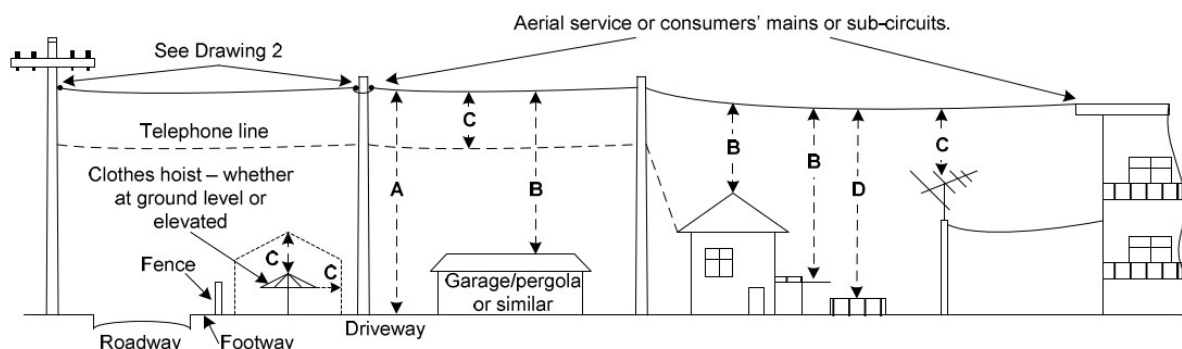 Aerial service or consumers' mains or sub-circuits.
See Drawing 2
Telephone line
Clothes hoist – whether
at ground level or
elevated
Fence
C
C
A
C
B
Garage/pergola
or similar
B
B
D
C
Driveway
Roadway
Footway